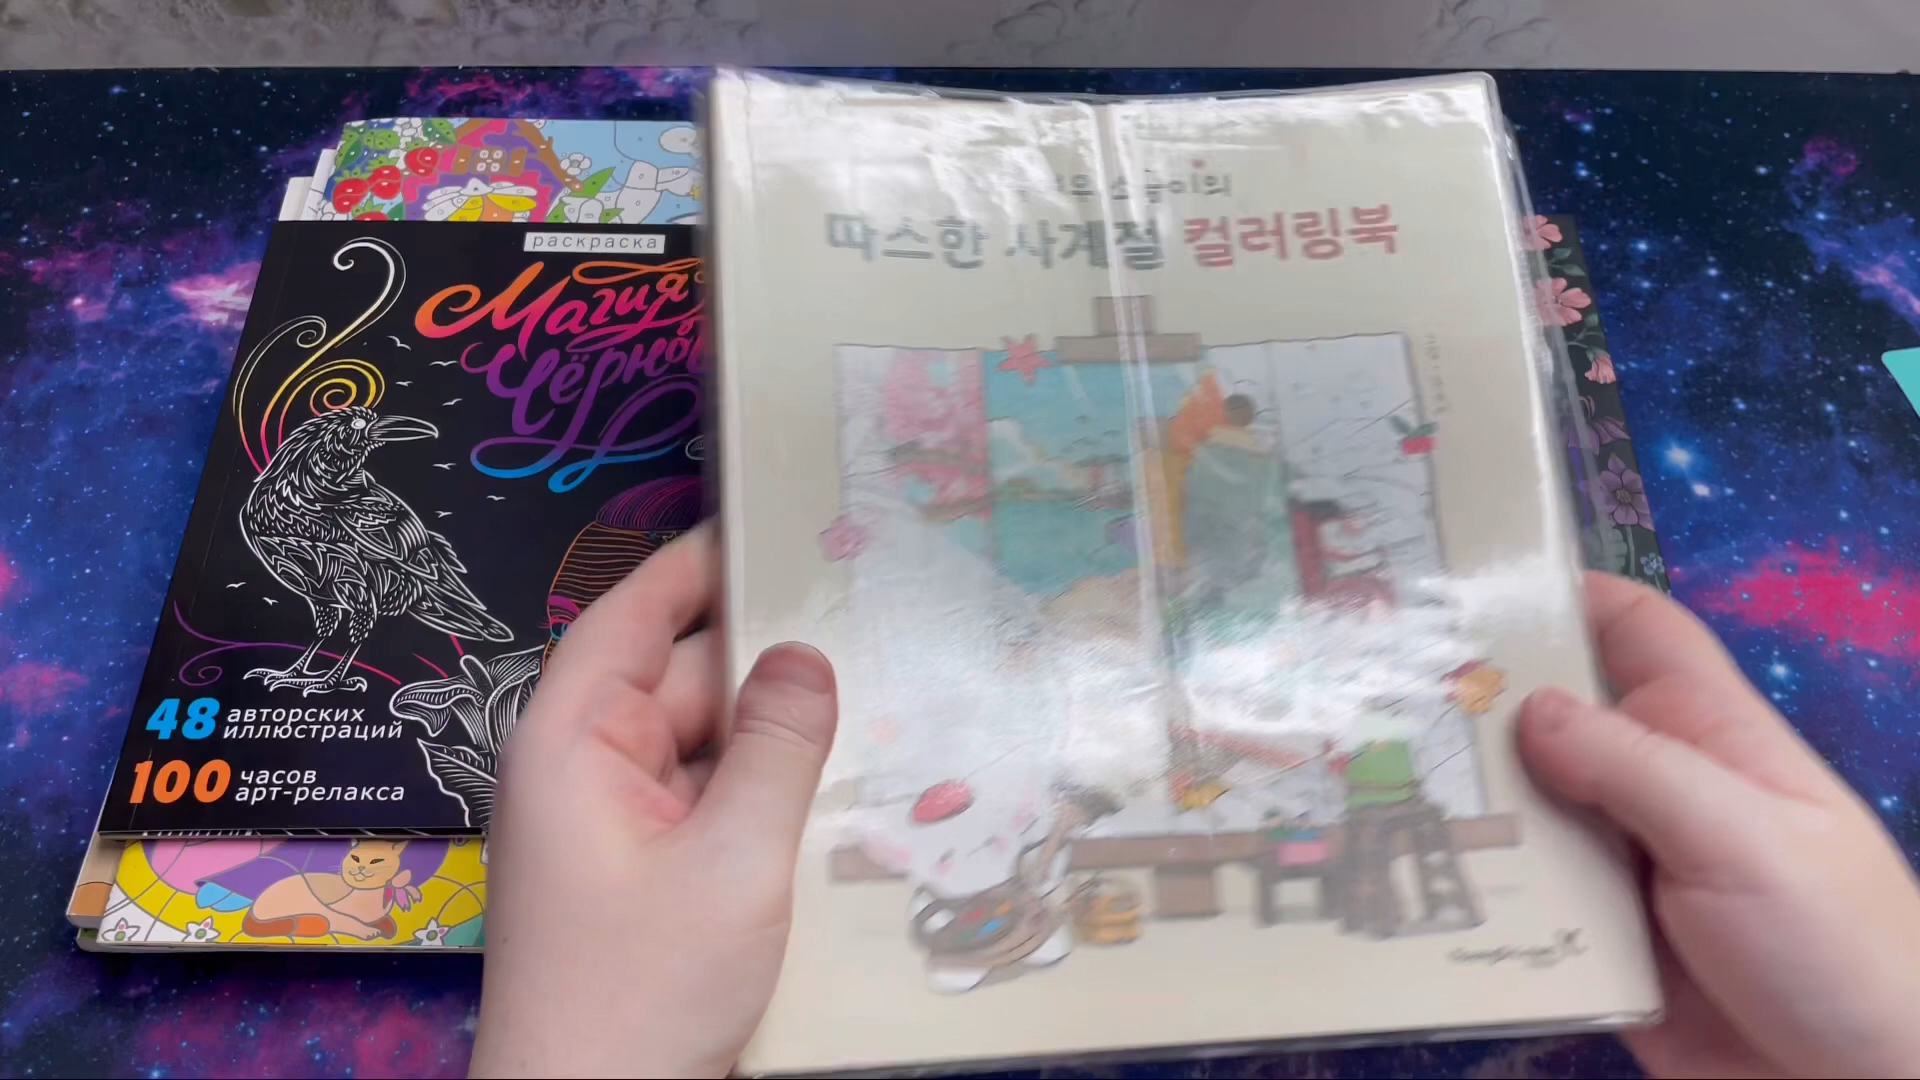 раскраска
Магия
чёрно
48 авторских
иллюстраций
100 часов
арт-релакса
따스한 사계절 컬러링북